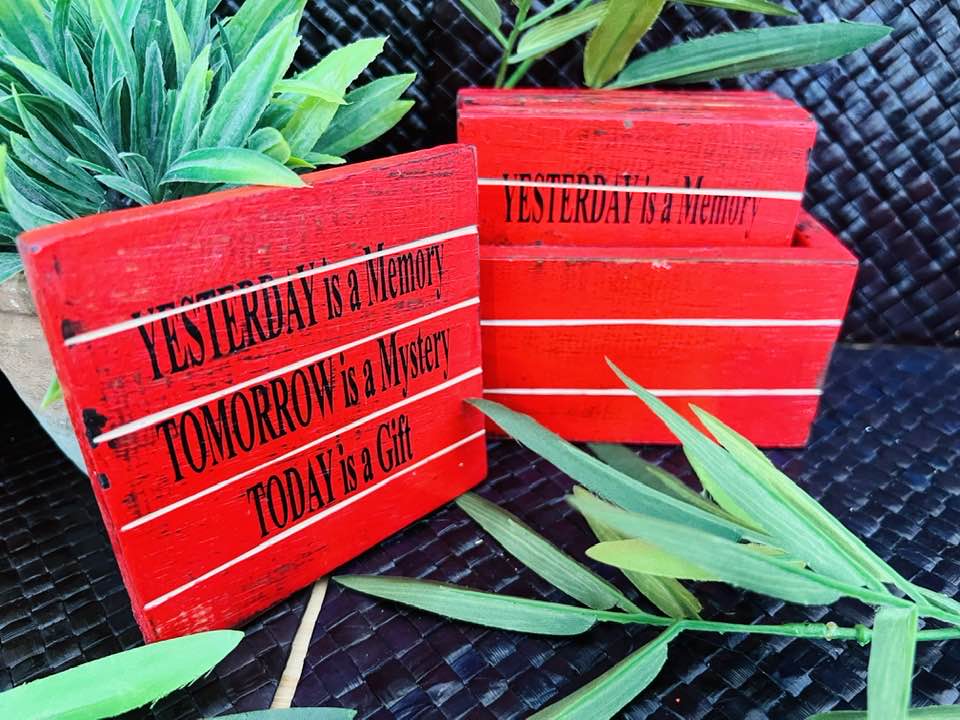 YESTERDAY is a Memory
TOMORROW is a Mystery
TODAY is a Gift
YESTERDAY is a Memory